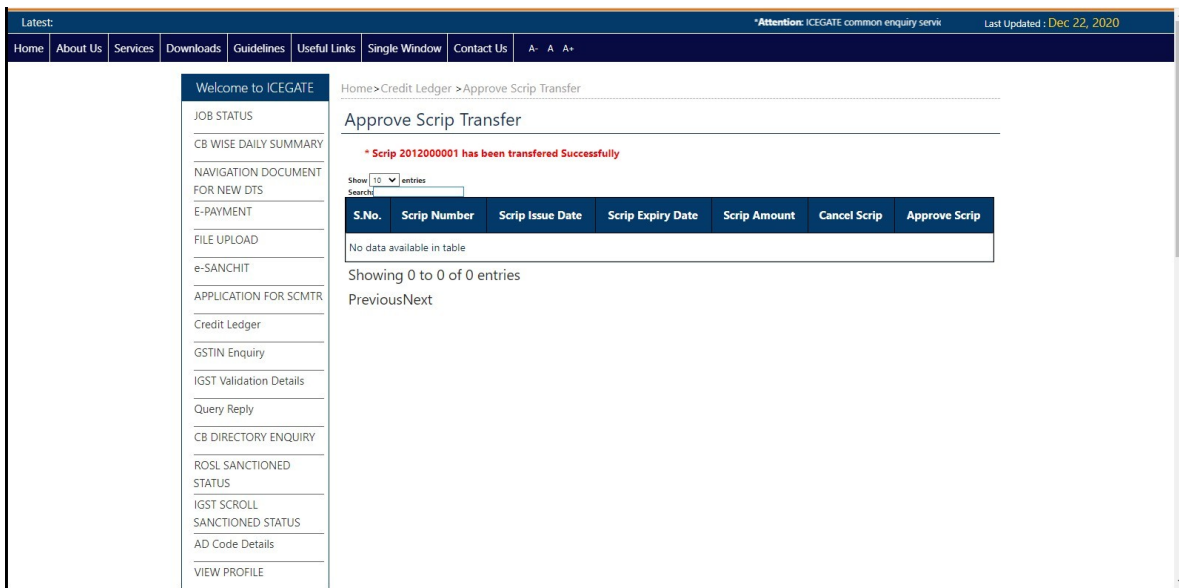 Latest:
*Attention: ICEGATE common enquiry servic
Last Updated : Dec 22, 2020
Home About Us Services Downloads Guidelines Useful Links Single Window Contact Us A- A A+
Welcome to ICEGATE
JOB STATUS
CB WISE DAILY SUMMARY
NAVIGATION DOCUMENT
FOR NEW DTS
E-PAYMENT
FILE UPLOAD
e-SANCHIT
APPLICATION FOR SCMTR
Credit Ledger
GSTIN Enquiry
IGST Validation Details
Query Reply
CB DIRECTORY ENQUIRY
ROSL SANCTIONED
STATUS
IGST SCROLL
SANCTIONED STATUS
AD Code Details
VIEW PROFILE
Home>Credit Ledger >Approve Scrip Transfer
Approve Scrip Transfer
* Scrip 2012000001 has been transfered Successfully
Show 10 entries
Search:
S.No. Scrip Number Scrip Issue Date Scrip Expiry Date Scrip Amount Cancel Scrip Approve Scrip
No data available in table
Showing 0 to 0 of 0 entries
PreviousNext